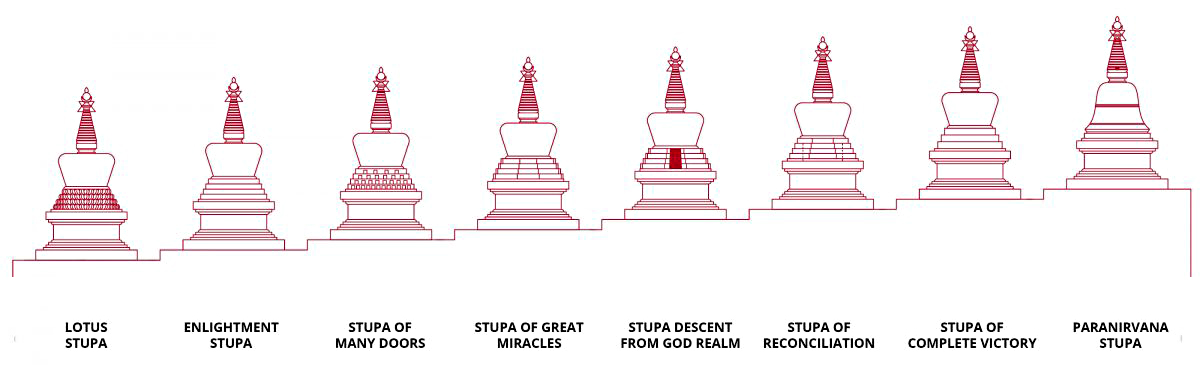 LOTUS
STUPA
ENLIGHTMENT
STUPA
STUPA OF
MANY DOORS
STUPA OF GREAT
MIRACLES
STUPA DESCENT
FROM GOD REALM
STUPA OF
RECONCILIATION
STUPA OF
COMPLETE VICTORY
PARANIRVANA
STUPA